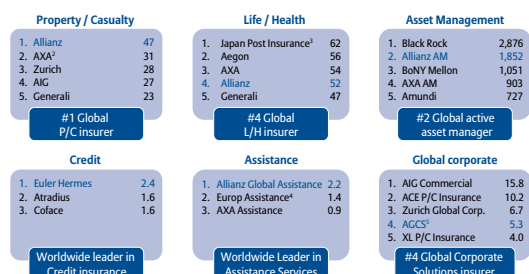 Property / Casualty
1. Allianz 47
2. AXA² 31
3. Zurich 28
4. AIG 27
5. Generali 23
#1 Global
P/C insurer
Life / Health
1. Japan Post Insurance³ 62
2. Aegon 56
3. AXA 54
4. Allianz 52
5. Generali 47
#4 Global
L/H insurer
Asset Management
1. Black Rock 2,876
2. Allianz AM 1,852
3. BoNY Mellon 1,051
4. AXA AM 903
5. Amundi 727
#2 Global active
asset manager
Credit
1. Euler Hermes 2.4
2. Atradius 1.6
3. Coface 1.6
Worldwide leader in
Credit insurance
Assistance
1. Allianz Global Assistance 2.2
2. Europ Assistance⁴ 1.4
3. AXA Assistance 0.9
Worldwide Leader in
Assistance Services
Global corporate
1. AIG Commercial 15.8
2. ACE P/C Insurance 10.2
3. Zurich Global Corp. 6.7
4. AGCS⁵ 5.3
5. XL P/C Insurance 4.0
#4 Global Corporate
Solutions insurer